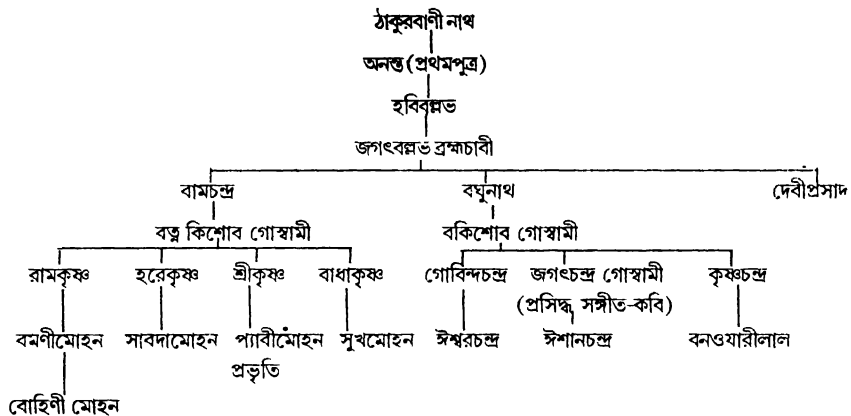 ঠাকুরবাণী নাথ
অনন্ত (প্রথমপুত্র)
হবিবল্লভ
জগৎবল্লভ ব্রহ্মচাবী
বামচন্দ্র বঘুনাথ দেবীপ্রসাদ
বত্ন কিশোব গোস্বামী বকিশোব গোস্বামী
রামকৃষ্ণ হরেকৃষ্ণ শ্রীকৃষ্ণ বাধাকৃষ্ণ গোবিন্দচন্দ্র জগৎচন্দ্র গোস্বামী কৃষ্ণচন্দ্র
(প্রসিদ্ধ সঙ্গীত-কবি)
বমণীমোহন সাবদামোহন প্যাবীমোহন সুখমোহন ঈশ্বরচন্দ্র ঈশানচন্দ্র বনওযারীলাল
প্রভৃতি
বোহিণী মোহন